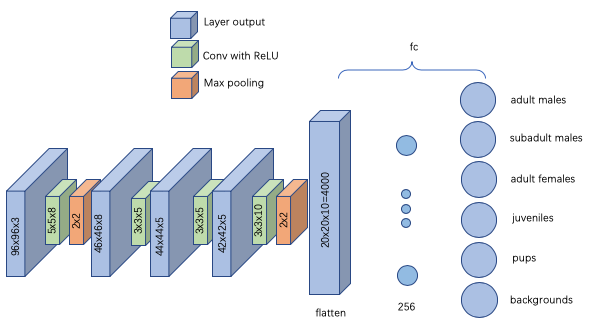 Layer output
Conv with ReLU
Max pooling
fc
96x96x3
5x5x8
2x2
46x46x8
3x3x5
44x44x5
3x3x5
42x42x5
3x3x10
2x2
20x20x10=4000
flatten
256
adult males
subadult males
adult females
juveniles
pups
backgrounds